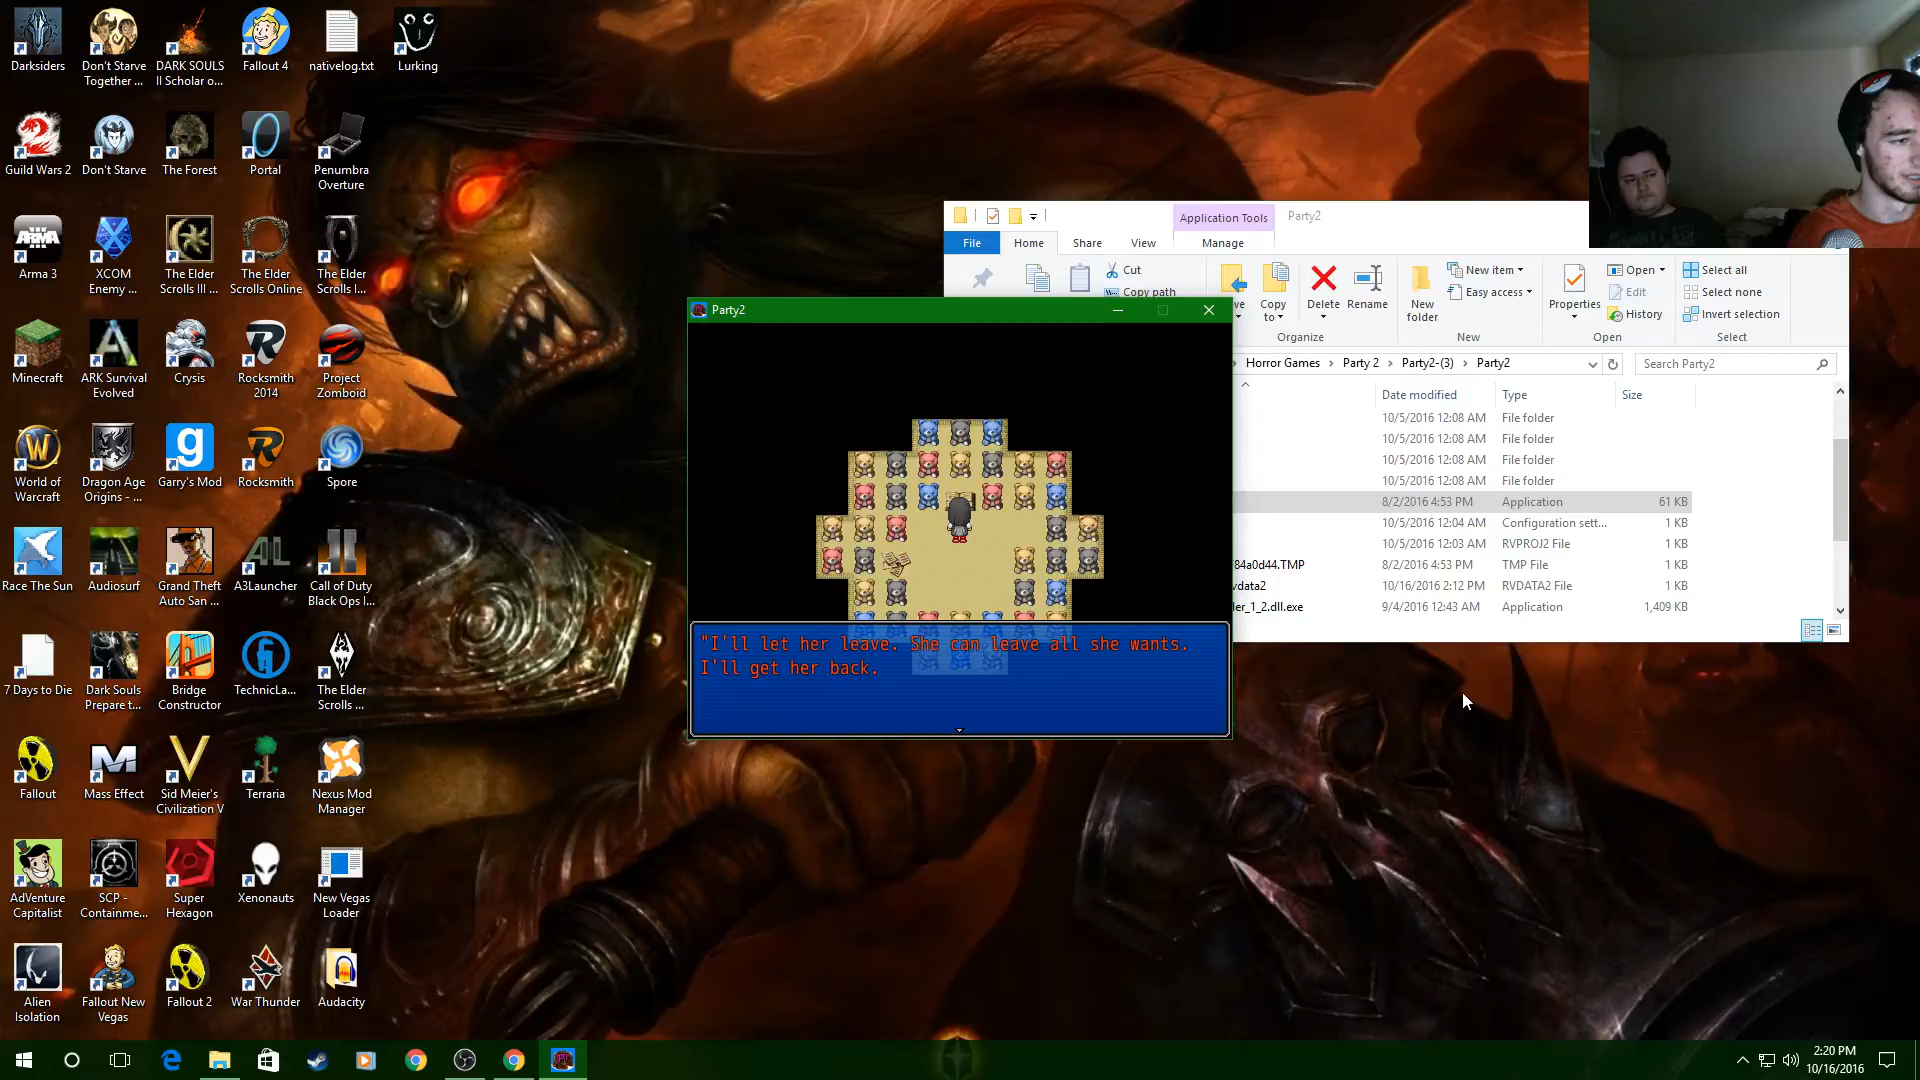 Darksiders
Don't Starve
Together ...
DARK SOULS
II Scholar o...
Fallout 4
nativelog.txt
Lurking
Guild Wars 2
Don't Starve
The Forest
Portal
Penumbra
Overture
Arma 3
XCOM
Enemy ...
The Elder
Scrolls III ...
The Elder
Scrolls Online
The Elder
Scrolls I...
Minecraft
ARK Survival
Evolved
Crysis
Rocksmith
2014
Project
Zomboid
World of
Warcraft
Dragon Age
Origins - ...
Garry's Mod
Rocksmith
Spore
Race The Sun
Audiosurf
Grand Theft
Auto San ...
A3Launcher
Call of Duty
Black Ops I...
7 Days to Die
Dark Souls
Prepare t...
Bridge
Constructor
TechnicLa...
The Elder
Scrolls ...
Fallout
Mass Effect
Sid Meier's
Civilization V
Terraria
Nexus Mod
Manager
AdVenture
Capitalist
SCP -
Containme...
Super
Hexagon
Xenonauts
New Vegas
Loader
Alien
Isolation
Fallout New
Vegas
Fallout 2
War Thunder
Audacity
Application Tools
Party2
File
Home
Share
View
Manage
Cut
Copy path
Copy
to
Delete
Rename
New
folder
New item
Easy access
Properties
Open
Edit
History
Select all
Select none
Invert selection
Organize
New
Open
Select
Horror Games > Party 2 > Party2-(3) > Party2
Search Party2
Date modified Type Size
10/5/2016 12:08 AM File folder
10/5/2016 12:08 AM File folder
10/5/2016 12:08 AM File folder
10/5/2016 12:08 AM File folder
8/2/2016 4:53 PM Application 61 KB
10/5/2016 12:04 AM Configuration sett... 1 KB
10/5/2016 12:03 AM RVPROJ2 File 1 KB
84a0d44.TMP 8/2/2016 4:53 PM TMP File 1 KB
vdata2 10/16/2016 2:12 PM RVDATA2 File 1 KB
ler_1_2.dll.exe 9/4/2016 12:43 AM Application 1,409 KB
Party2
"I'll let her leave. She can leave all she wants.
I'll get her back.
2:20 PM
10/16/2016